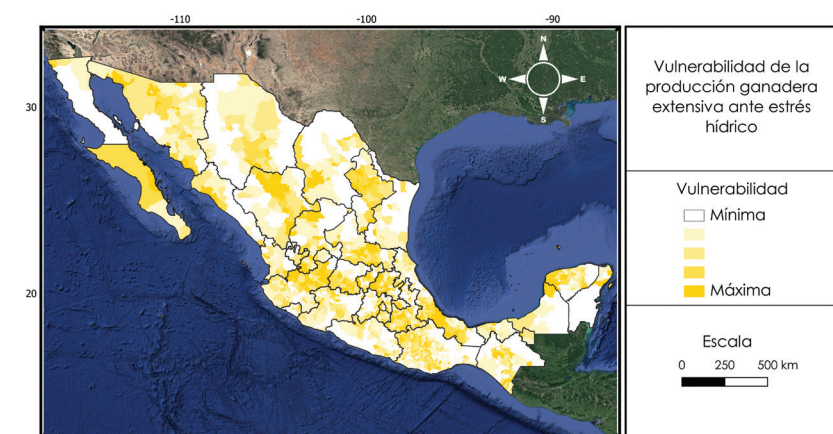 -110
-100
-90
30
20
N
W
E
S
Vulnerabilidad de la
producción ganadera
extensiva ante estrés
hídrico
Vulnerabilidad
Mínima
Máxima
Escala
0 250 500 km